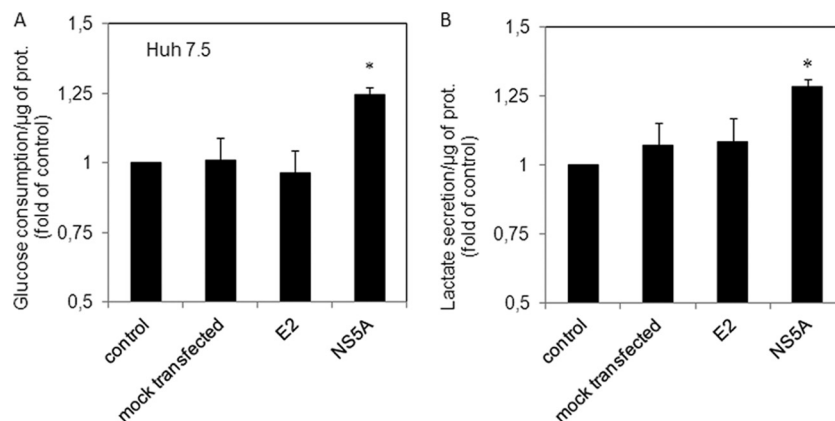 A
Glucose consumption/µg of prot.
(fold of control)
1,5
1,25
1
0,75
0,5
Huh 7.5
*
control
mock transfected
E2
NS5A
B
Lactate secretion/µg of prot.
(fold of control)
1,5
1,25
1
0,75
0,5
*
control
mock transfected
E2
NS5A